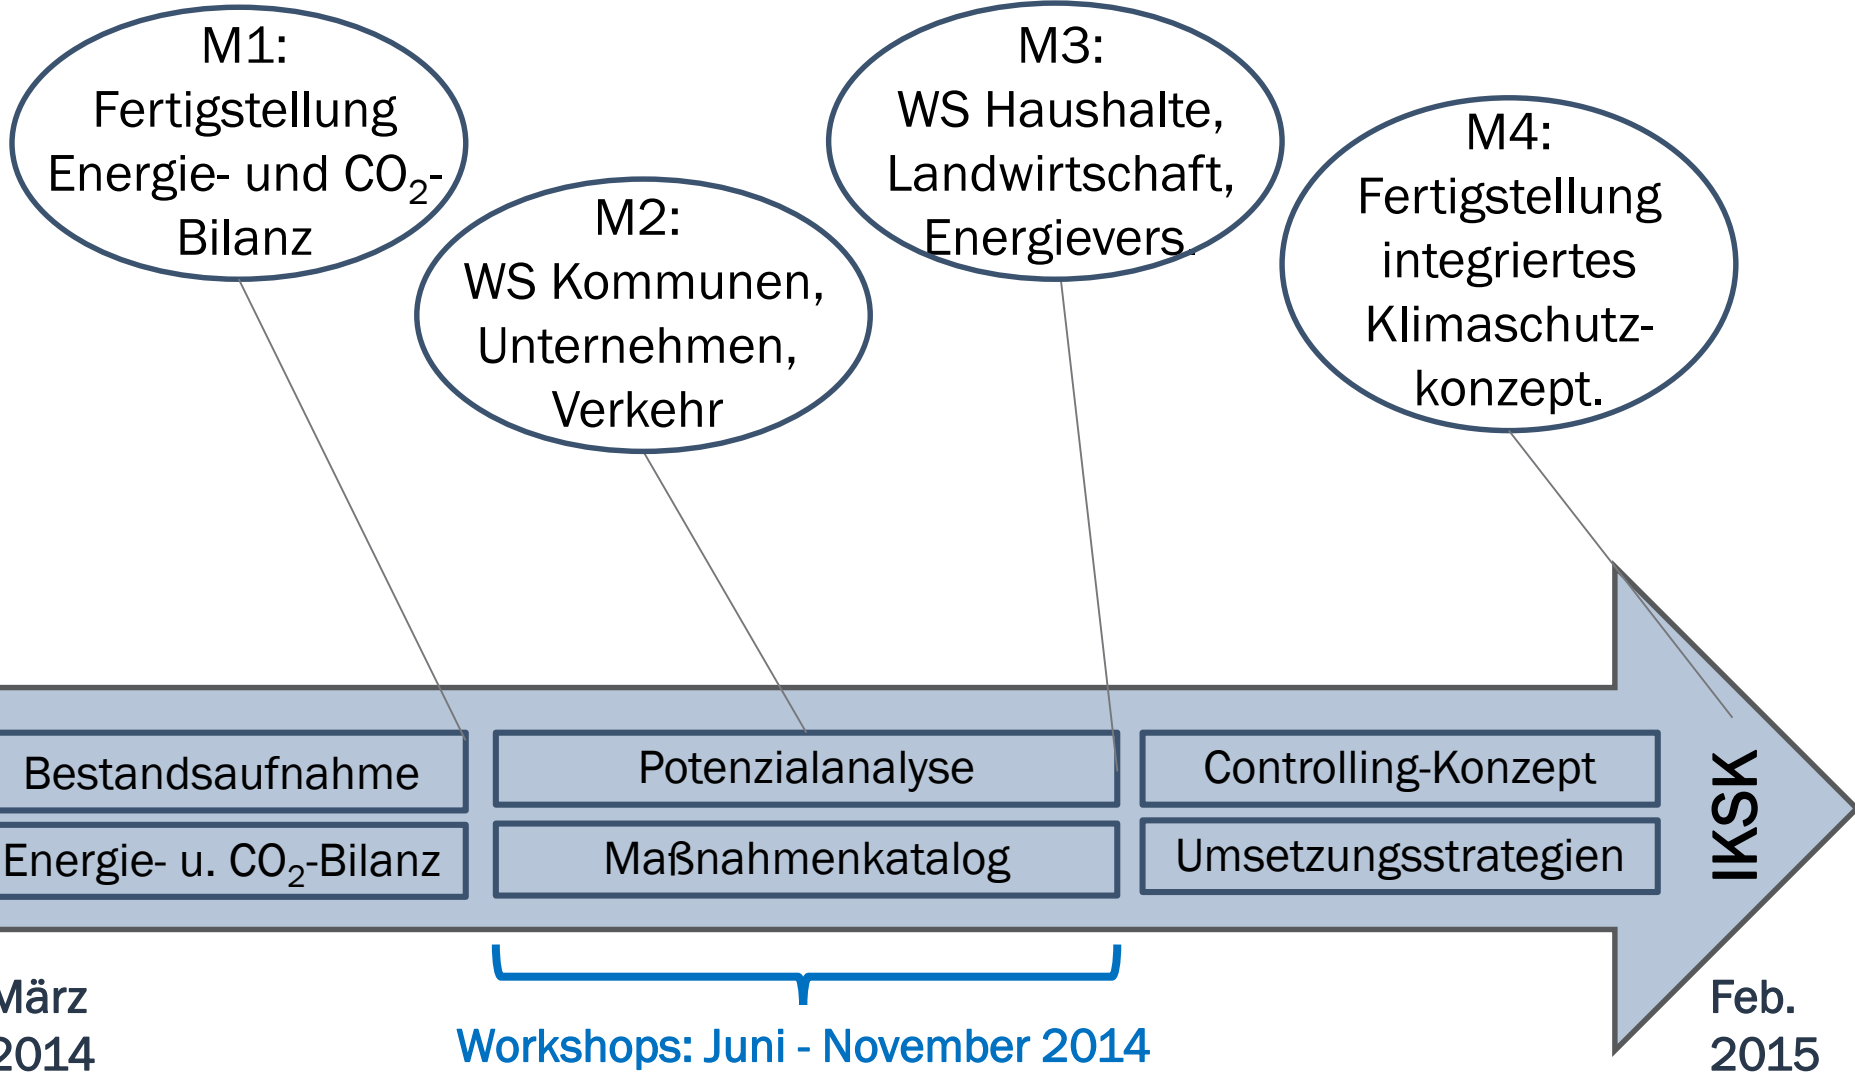 M1:
Fertigstellung
Energie- und CO₂-
Bilanz
M2:
WS Kommunen,
Unternehmen,
Verkehr
M3:
WS Haushalte,
Landwirtschaft,
Energievers.
M4:
Fertigstellung
integriertes
Klimaschutz-
konzept.
Bestandsaufnahme
Energie- u. CO₂-Bilanz
Potenzialanalyse
Maßnahmenkatalog
Controlling-Konzept
Umsetzungsstrategien
IKSK
März
2014
Workshops: Juni - November 2014
Feb.
2015